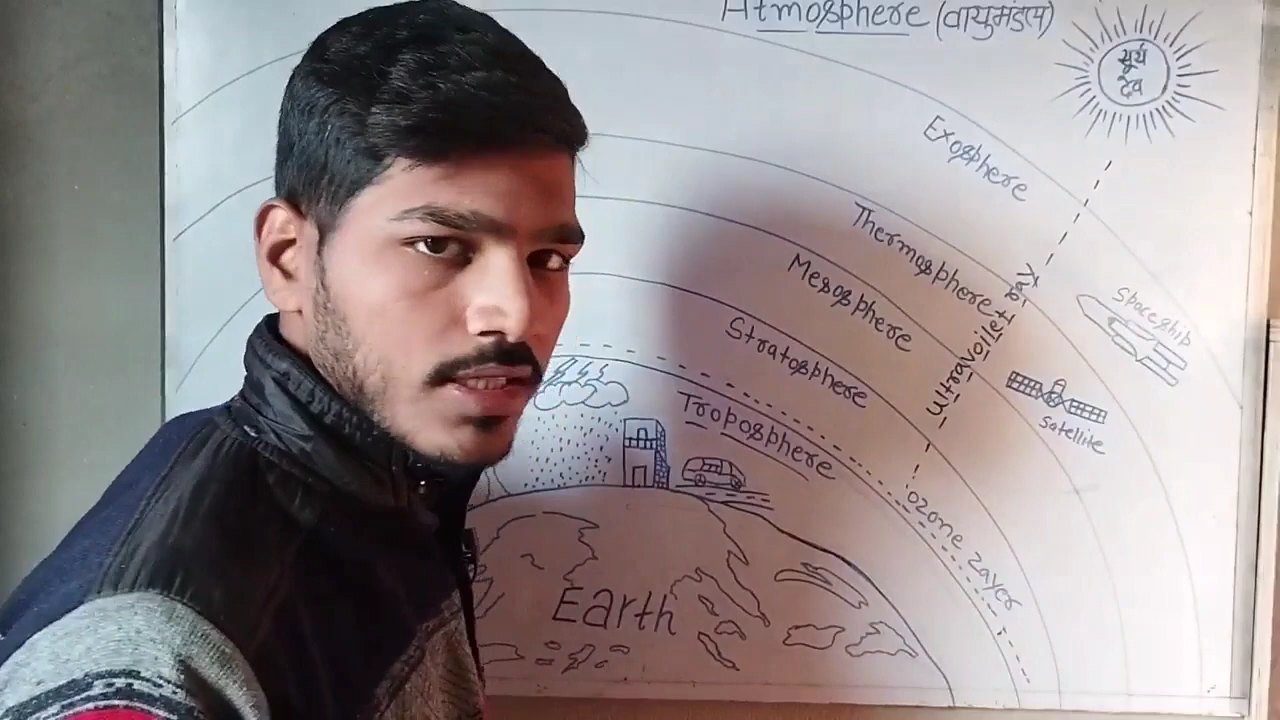 Atmosphere (वायुमंडल)
सूर्य
देव
Exosphere
Thermosphere
Mesosphere
Stratosphere
Troposphere
Ultravoilet Ray
Spaceship
Satellite
Ozone Layer
Earth